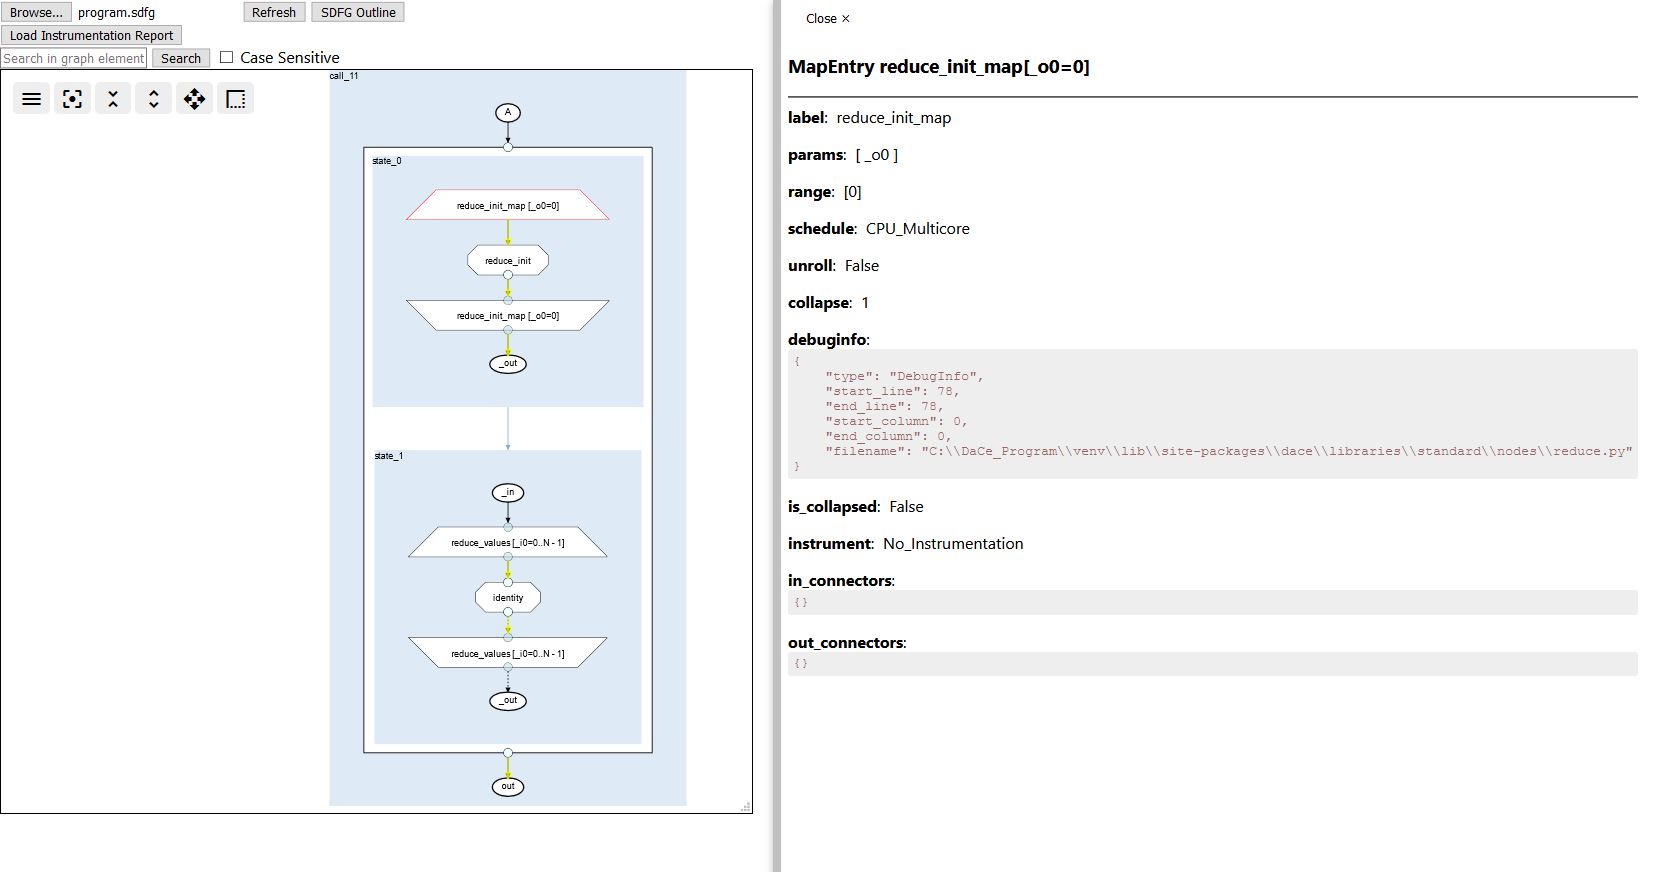 Browse... program.sdfg Refresh SDFG Outline
Load Instrumentation Report
Search in graph element Search Case Sensitive
call_11
A
state_0
reduce_init_map [_o0=0]
reduce_init
reduce_init_map [_o0=0]
_out
state_1
_in
reduce_values [_i0=0..N - 1]
identity
reduce_values [_i0=0..N - 1]
_out
out
Close ×
MapEntry reduce_init_map[_o0=0]
label: reduce_init_map
params: [ _o0 ]
range: [0]
schedule: CPU_Multicore
unroll: False
collapse: 1
debuginfo:
{
"type": "DebugInfo",
"start_line": 78,
"end_line": 78,
"start_column": 0,
"end_column": 0,
"filename": "C:\\DaCe_Program\\venv\\lib\\site-packages\\dace\\libraries\\standard\\nodes\\reduce.py"
}
is_collapsed: False
instrument: No_Instrumentation
in_connectors:
{}
out_connectors:
{}